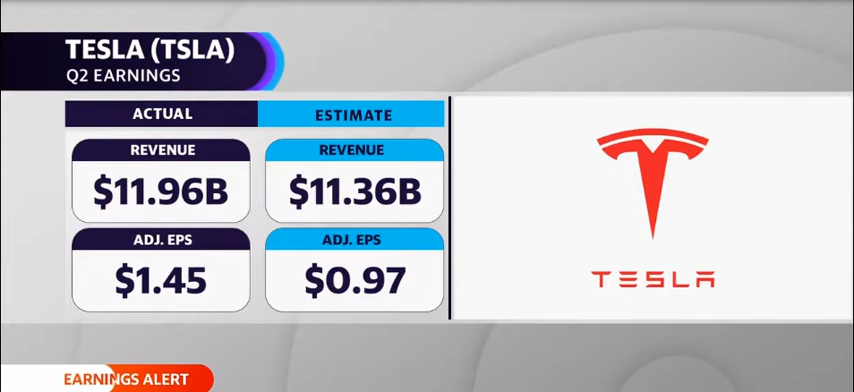 TESLA (TSLA)
Q2 EARNINGS
ACTUAL
ESTIMATE
REVENUE
REVENUE
$11.96B
$11.36B
ADJ. EPS
ADJ. EPS
$1.45
$0.97
TESLA
EARNINGS ALERT